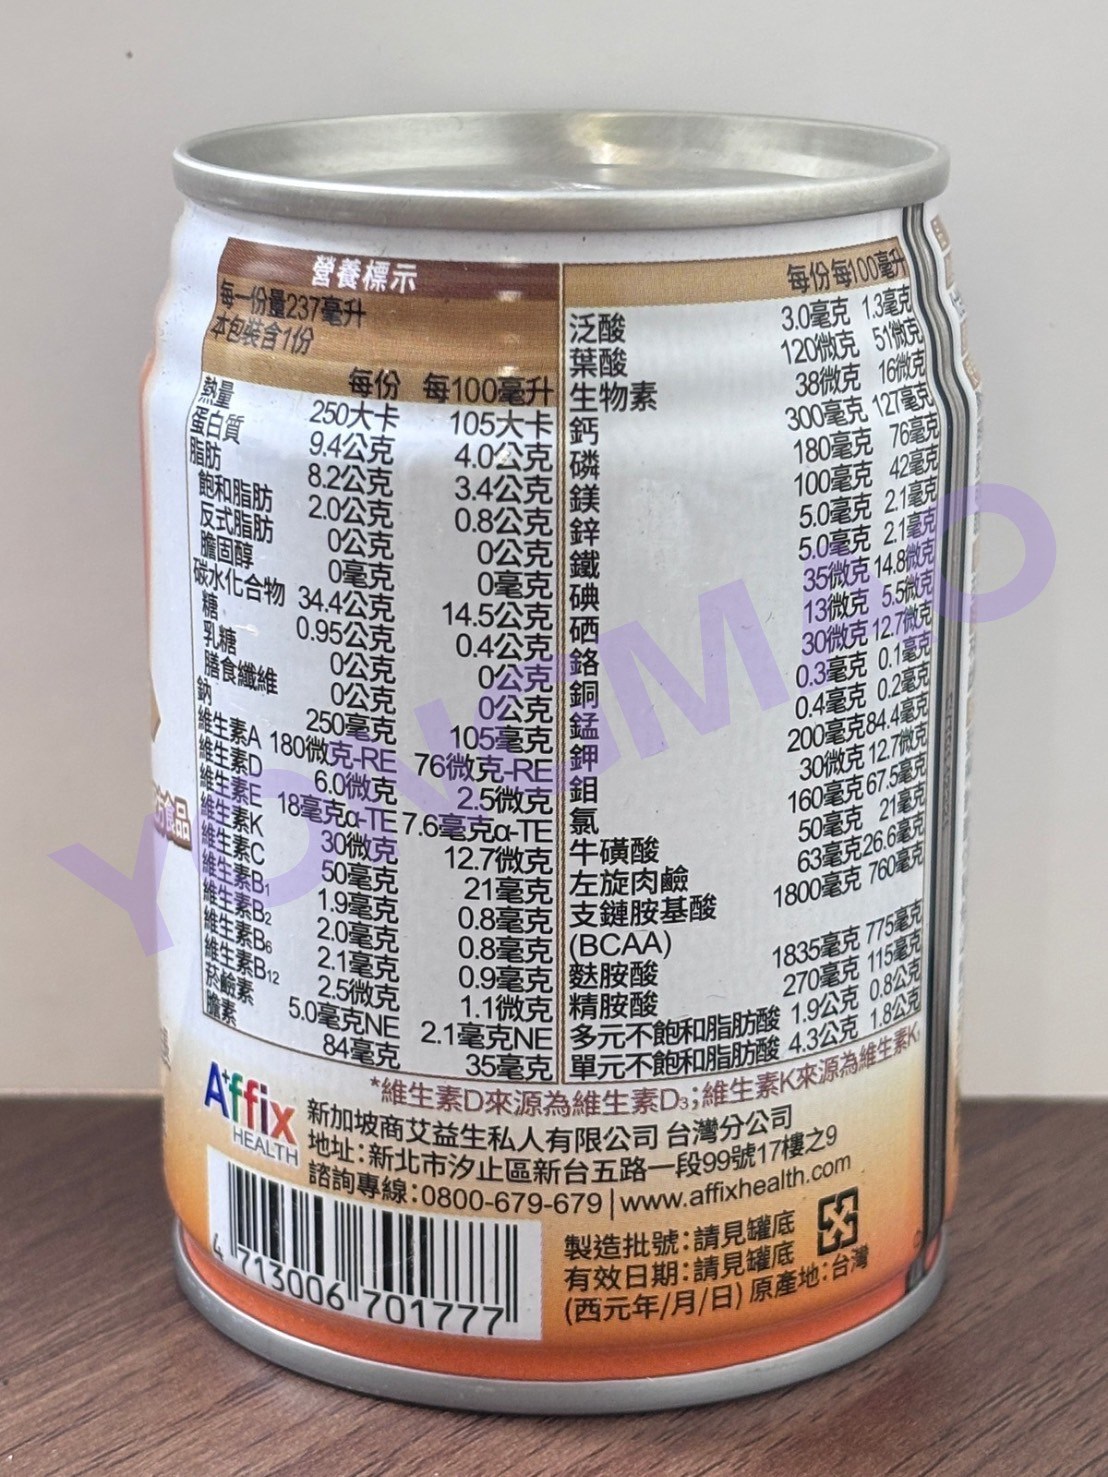 營養標示
每一份量237毫升
本包裝含1份
每份 每100毫升
熱量 250大卡 105大卡
蛋白質 9.4公克 4.0公克
脂肪 8.2公克 3.4公克
飽和脂肪 2.0公克 0.8公克
反式脂肪 0公克 0公克
膽固醇 0毫克 0毫克
碳水化合物 34.4公克 14.5公克
糖 0.95公克 0.4公克
乳糖 0公克 0公克
膳食纖維 0公克 0公克
鈉 250毫克 105毫克
維生素A 180微克-RE 76微克-RE
維生素D 6.0微克 2.5微克
維生素E 18毫克α-TE 7.6毫克α-TE
維生素K 30微克 12.7微克
維生素C 50毫克 21毫克
維生素B1 1.9毫克 0.8毫克
維生素B2 2.0毫克 0.8毫克
維生素B6 2.1毫克 0.9毫克
維生素B12 2.5微克 1.1微克
菸鹼素 5.0毫克NE 2.1毫克NE
膽素 84毫克 35毫克
每份 每100毫升
泛酸 3.0毫克 1.3毫克
葉酸 120微克 51微克
生物素 38微克 16微克
鈣 300毫克 127毫克
磷 180毫克 76毫克
鎂 100毫克 42毫克
鋅 5.0毫克 2.1毫克
鐵 5.0毫克 2.1毫克
碘 35微克 14.8微克
硒 13微克 5.5微克
鉻 30微克 12.7微克
銅 0.3毫克 0.1毫克
錳 0.4毫克 0.2毫克
鉀 200毫克 84.4毫克
鉬 30微克 12.7微克
氯 160毫克 67.5毫克
牛磺酸 50毫克 21毫克
左旋肉鹼 63毫克 26.6毫克
支鏈胺基酸 1800毫克 760毫克
(BCAA)
麩胺酸 1835毫克 775毫克
精胺酸 270毫克 115毫克
多元不飽和脂肪酸 1.9公克 0.8公克
單元不飽和脂肪酸 4.3公克 1.8公克
*維生素D來源為維生素D3;維生素K來源為維生素K1
Affix
HEALTH
新加坡商艾益生私人有限公司 台灣分公司
地址:新北市汐止區新台五路一段99號17樓之9
諮詢專線:0800-679-679|www.affixhealth.com
4 713006 701777
製造批號:請見罐底
有效日期:請見罐底
(西元年/月/日) 原產地:台灣